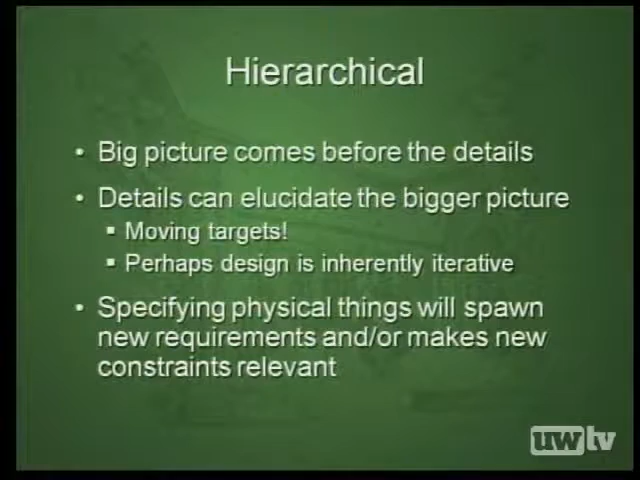 Hierarchical
• Big picture comes before the details
• Details can elucidate the bigger picture
▪ Moving targets!
▪ Perhaps design is inherently iterative
• Specifying physical things will spawn
new requirements and/or makes new
constraints relevant
uwtv